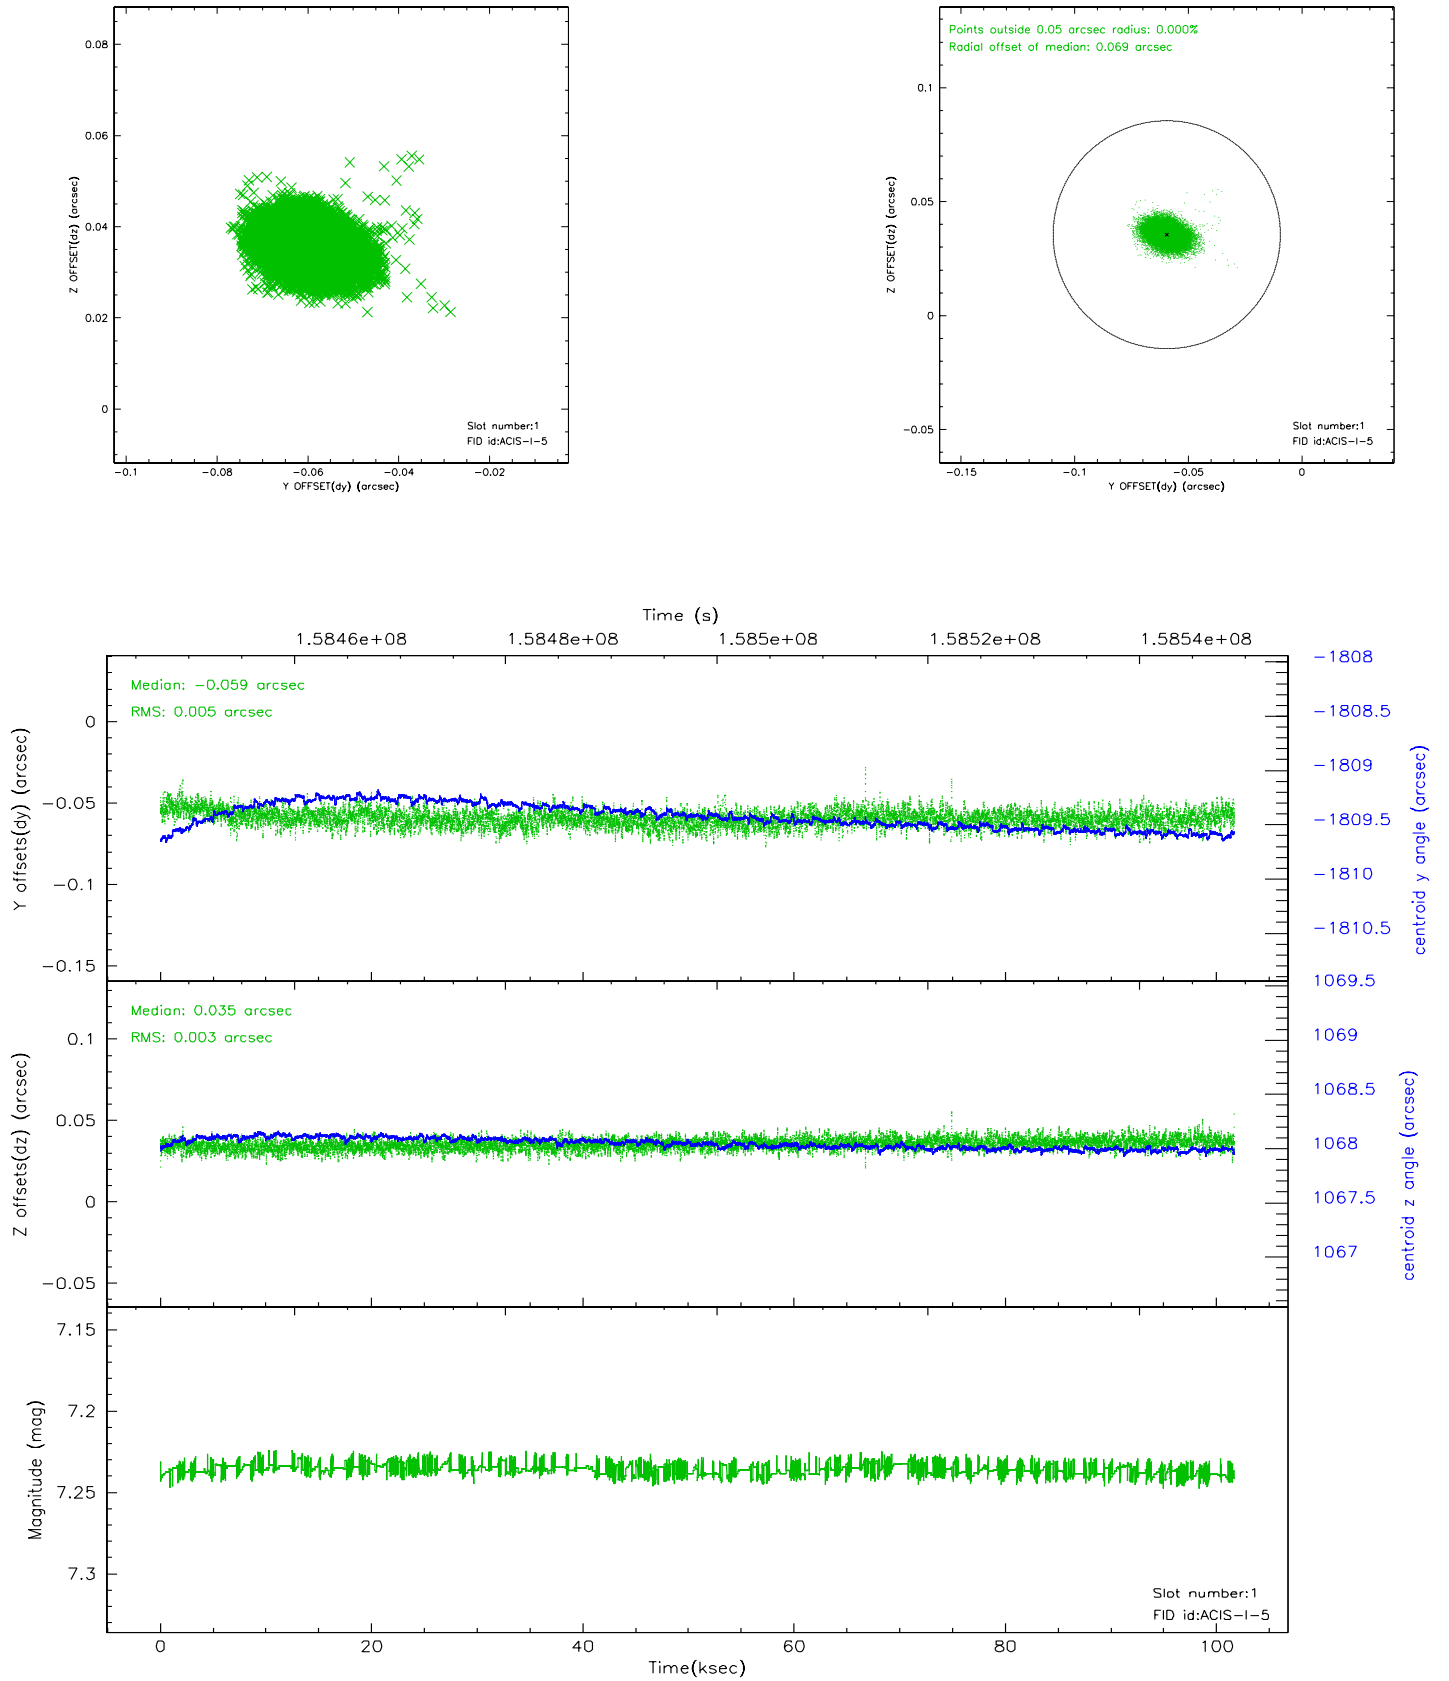 0.08
0.06
0.04
0.02
0
Z OFFSET(dz) (arcsec)
Slot number:1
FID id:ACIS-I-5
-0.1 -0.08 -0.06 -0.04 -0.02
Y OFFSET(dy) (arcsec)
Points outside 0.05 arcsec radius: 0.000%
Radial offset of median: 0.069 arcsec
0.1
0.05
0
-0.05
Z OFFSET(dz) (arcsec)
Slot number:1
FID id:ACIS-I-5
-0.15 -0.1 -0.05 0
Y OFFSET(dy) (arcsec)
Time (s)
1.5846e+08 1.5848e+08 1.585e+08 1.5852e+08 1.5854e+08
Median: -0.059 arcsec
RMS: 0.005 arcsec
0
-0.05
-0.1
-0.15
Y offsets(dy) (arcsec)
-1808
-1808.5
-1809
-1809.5
-1810
-1810.5
centroid y angle (arcsec)
Median: 0.035 arcsec
RMS: 0.003 arcsec
0.1
0.05
0
-0.05
Z offsets(dz) (arcsec)
1069.5
1069
1068.5
1068
1067.5
1067
centroid z angle (arcsec)
7.15
7.2
7.25
7.3
Magnitude (mag)
Slot number:1
FID id:ACIS-I-5
0 20 40 60 80 100
Time(ksec)